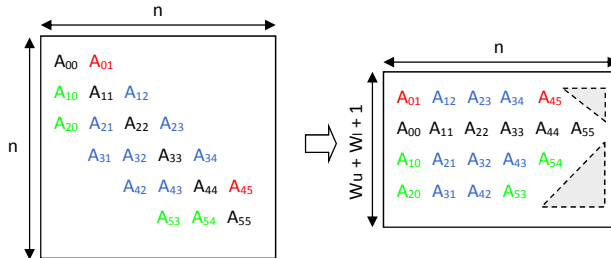 n
n
A00 A01
A10 A11 A12
A20 A21 A22 A23
A31 A32 A33 A34
A42 A43 A44 A45
A53 A54 A55
n
Wu + Wl + 1
A01 A12 A23 A34 A45
A00 A11 A22 A33 A44 A55
A10 A21 A32 A43 A54
A20 A31 A42 A53